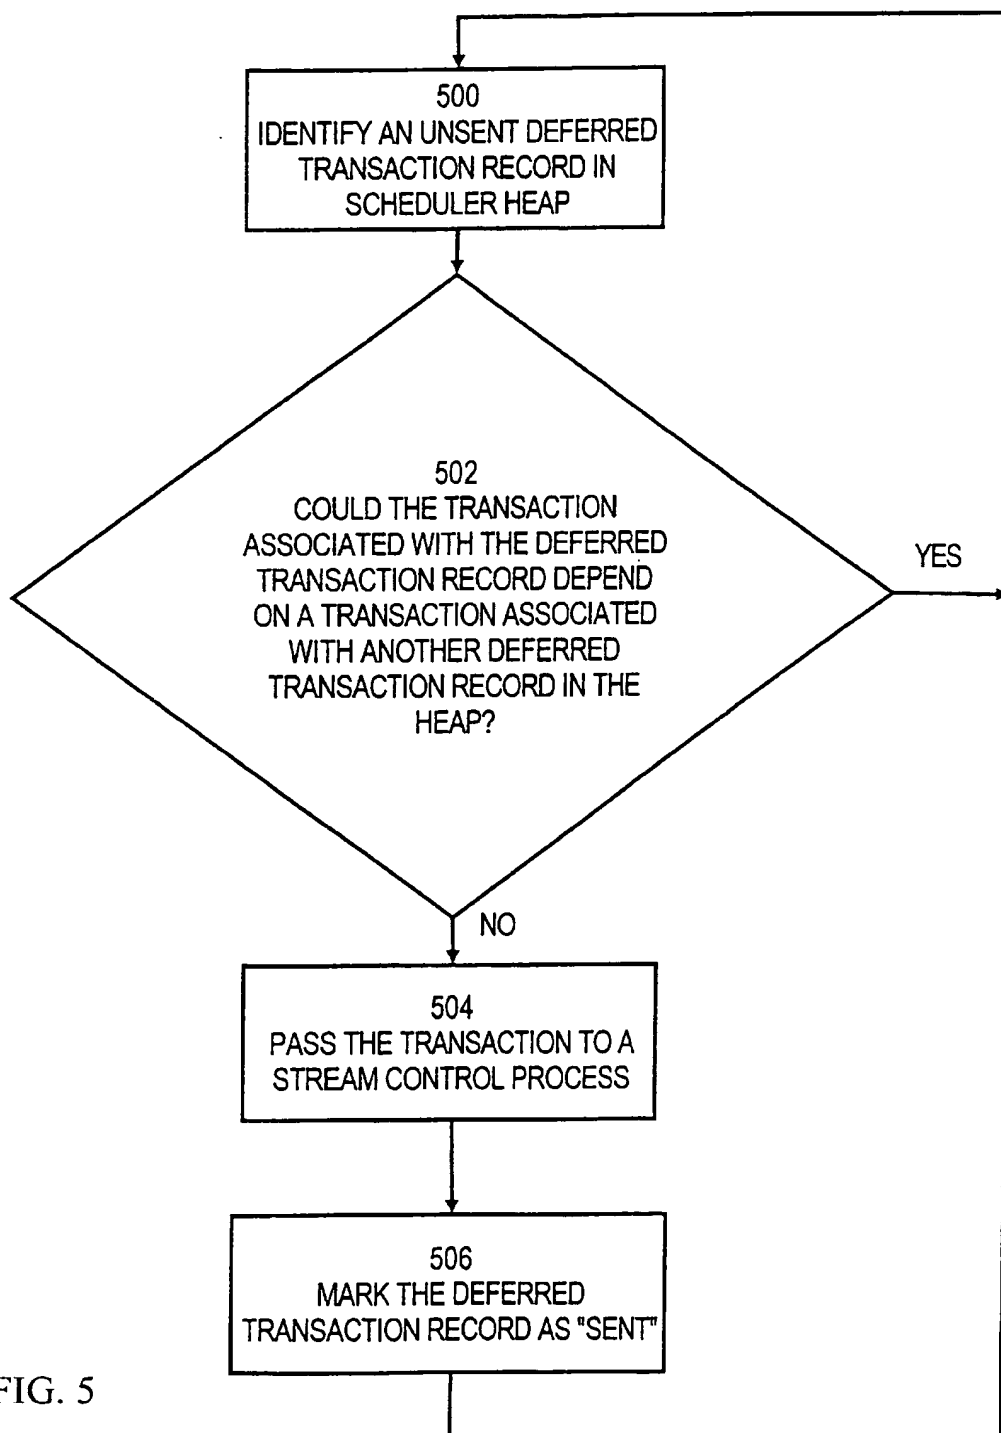 500
IDENTIFY AN UNSENT DEFERRED
TRANSACTION RECORD IN
SCHEDULER HEAP
502
COULD THE TRANSACTION
ASSOCIATED WITH THE DEFERRED
TRANSACTION RECORD DEPEND
ON A TRANSACTION ASSOCIATED
WITH ANOTHER DEFERRED
TRANSACTION RECORD IN THE
HEAP?
YES
NO
504
PASS THE TRANSACTION TO A
STREAM CONTROL PROCESS
506
MARK THE DEFERRED
TRANSACTION RECORD AS "SENT"
FIG. 5